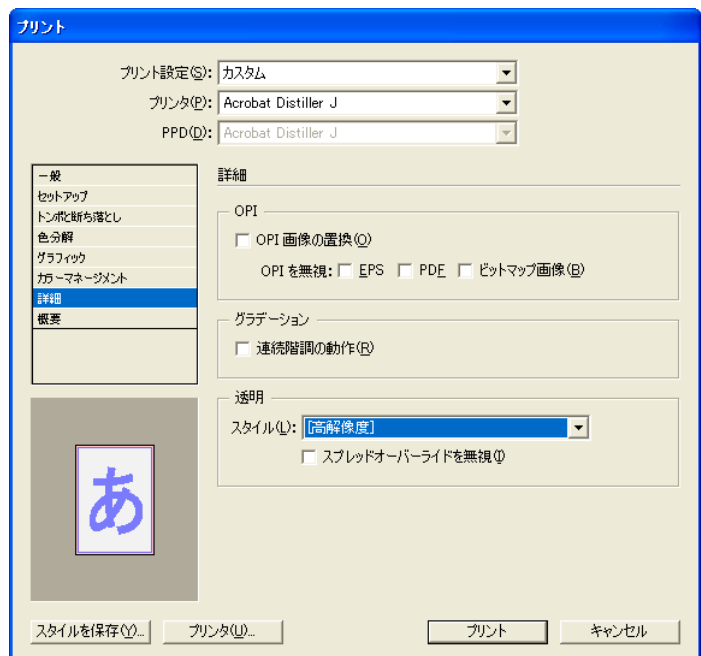 プリント
プリント設定(S): カスタム
プリンタ(P): Acrobat Distiller J
PPD(D): Acrobat Distiller J
一般
セットアップ
トンボと断ち落とし
色分解
グラフィック
カラーマネージメント
詳細
概要
詳細
OPI
OPI 画像の置換(O)
OPI を無視: EPS PDF ビットマップ画像(B)
グラデーション
連続階調の動作(R)
透明
スタイル(L): [高解像度]
スプレッドオーバーライドを無視(I)
あ
スタイルを保存(Y)... プリンタ(U)... プリント キャンセル